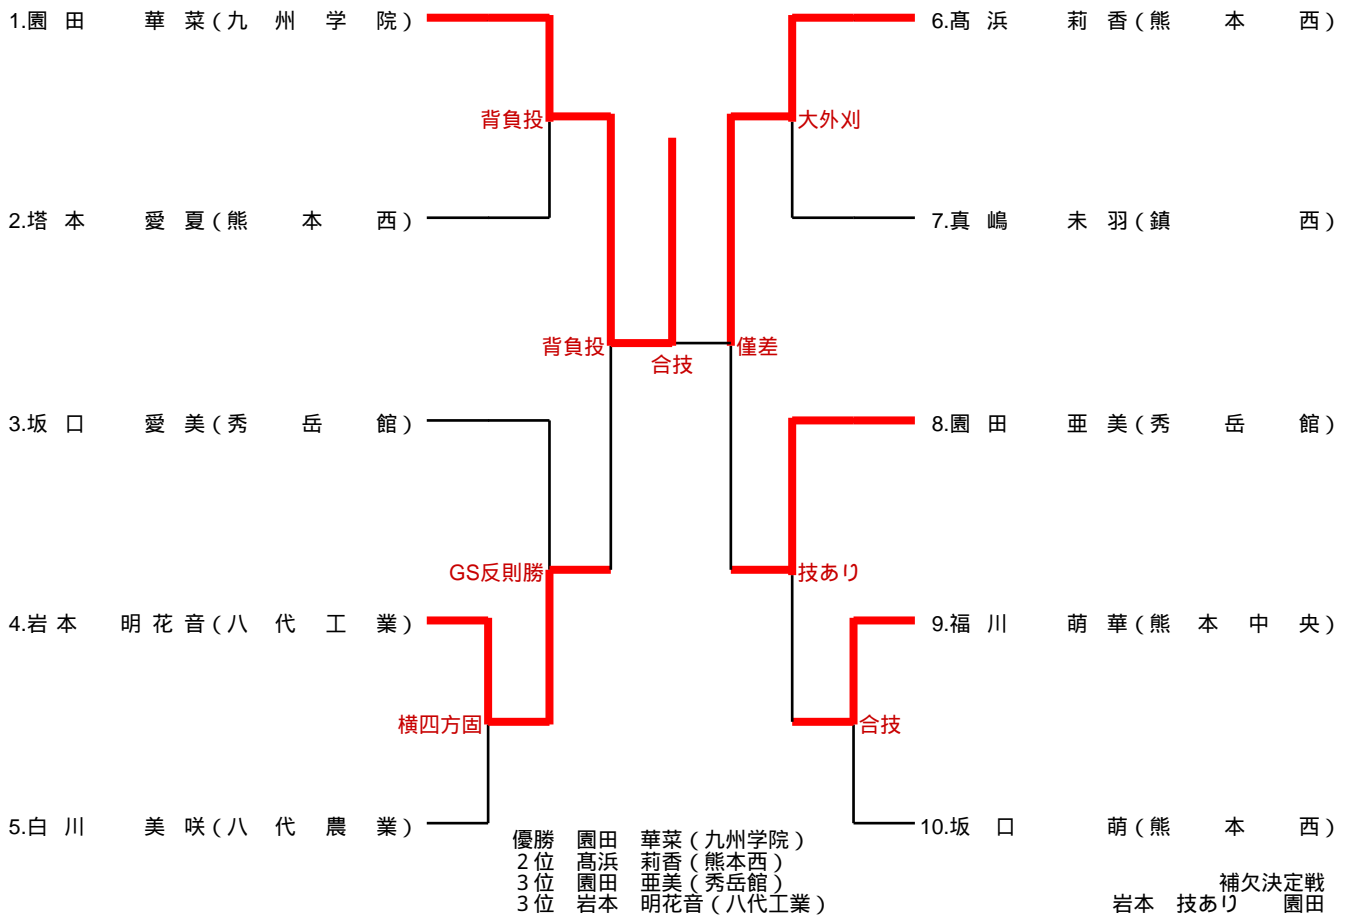 1.園田 華菜(九州学院)
6.髙浜 莉香(熊本西)
背負投
大外刈
2.塔本 愛夏(熊本西)
7.真嶋 未羽(鎮西)
背負投
僅差
合技
3.坂口 愛美(秀岳館)
8.園田 亜美(秀岳館)
GS反則勝
技あり
4.岩本 明花音(八代工業)
9.福川 萌華(熊本中央)
横四方固
合技
5.白川 美咲(八代農業)
10.坂口 萌(熊本西)
優勝 園田 華菜(九州学院)
2位 髙浜 莉香(熊本西)
3位 園田 亜美(秀岳館)
補欠決定戦
3位 岩本 明花音(八代工業)
岩本 技あり 園田